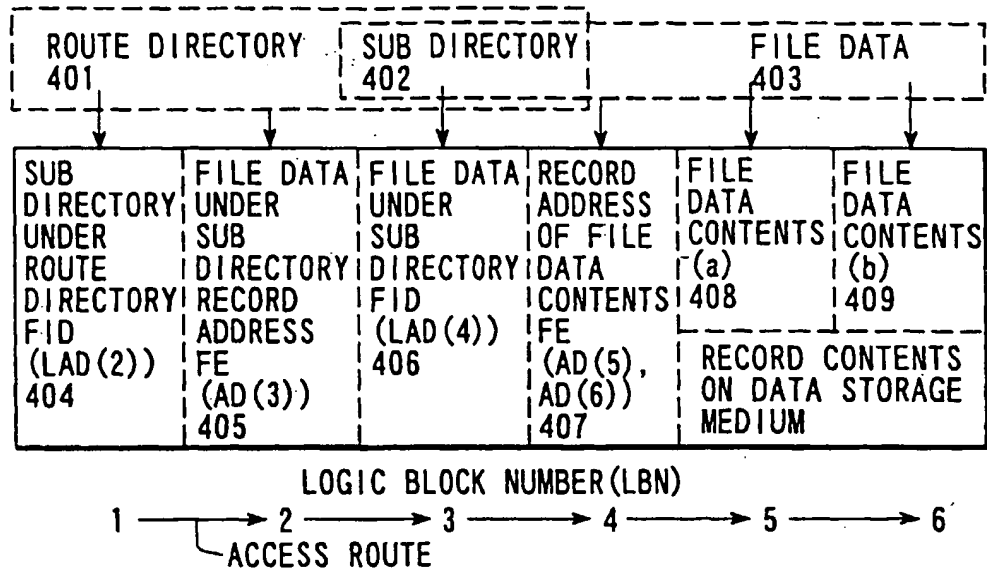 ROUTE DIRECTORY
401
SUB DIRECTORY
402
FILE DATA
403
SUB
DIRECTORY
UNDER
ROUTE
DIRECTORY
FID
(LAD(2))
404
FILE DATA
UNDER
SUB
DIRECTORY
RECORD
ADDRESS
FE
(AD(3))
405
FILE DATA
UNDER
SUB
DIRECTORY
FID
(LAD(4))
406
RECORD
ADDRESS
OF FILE
DATA
CONTENTS
FE
(AD(5),
AD(6))
407
FILE
DATA
CONTENTS
(a)
408
FILE
DATA
CONTENTS
(b)
409
RECORD CONTENTS
ON DATA STORAGE
MEDIUM
LOGIC BLOCK NUMBER(LBN)
1 2 3 4 5 6
ACCESS ROUTE